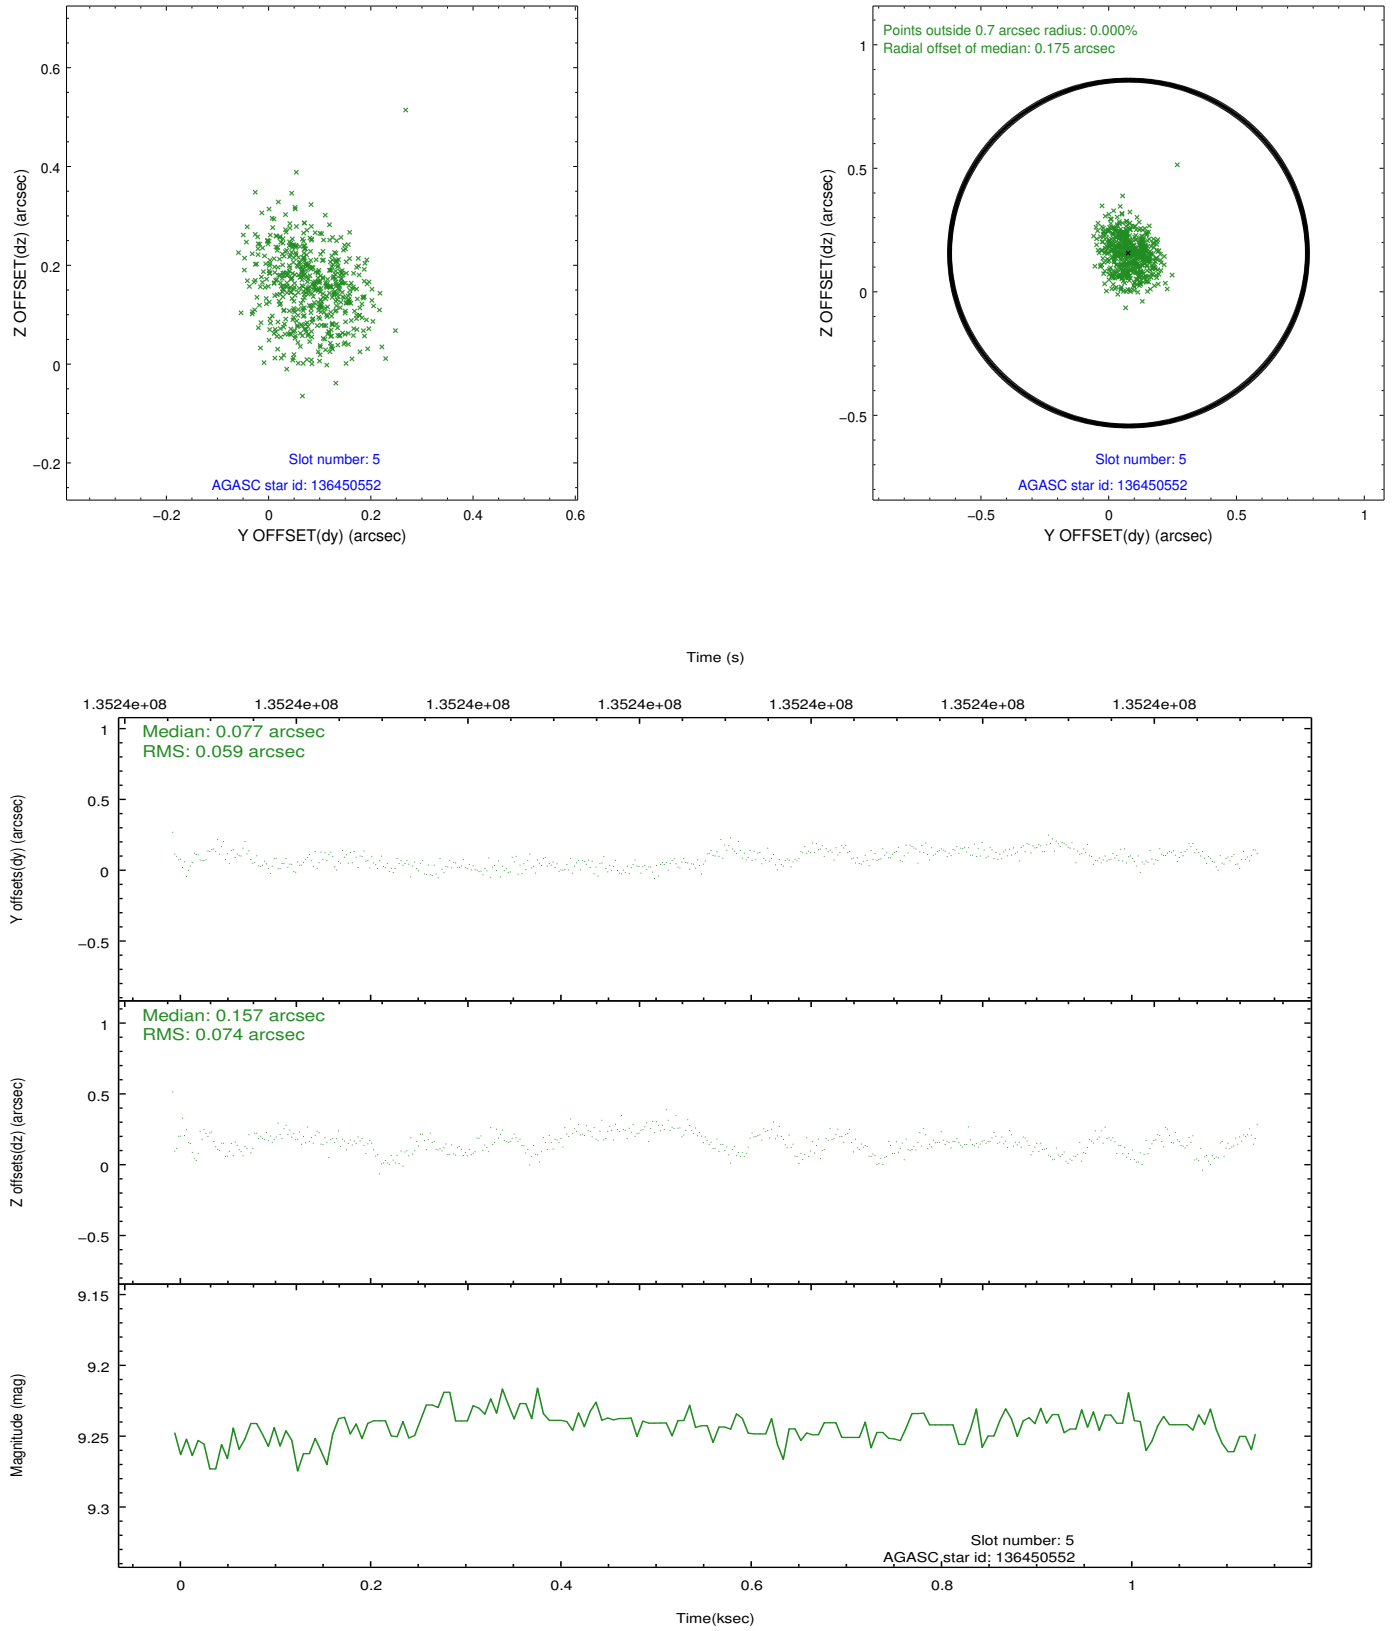 0.6
0.4
0.2
0
−0.2
Z OFFSET(dz) (arcsec)
Slot number: 5
AGASC star id: 136450552
−0.2 0 0.2 0.4 0.6
Y OFFSET(dy) (arcsec)
Points outside 0.7 arcsec radius: 0.000%
Radial offset of median: 0.175 arcsec
1
0.5
0
−0.5
Z OFFSET(dz) (arcsec)
Slot number: 5
AGASC star id: 136450552
−0.5 0 0.5 1
Y OFFSET(dy) (arcsec)
Time (s)
1.3524e+08 1.3524e+08 1.3524e+08 1.3524e+08 1.3524e+08 1.3524e+08 1.3524e+08
Median: 0.077 arcsec
RMS: 0.059 arcsec
1
0.5
0
−0.5
Y offsets(dy) (arcsec)
Median: 0.157 arcsec
RMS: 0.074 arcsec
1
0.5
0
−0.5
Z offsets(dz) (arcsec)
9.15
9.2
9.25
9.3
Magnitude (mag)
Slot number: 5
AGASC star id: 136450552
0 0.2 0.4 0.6 0.8 1
Time(ksec)